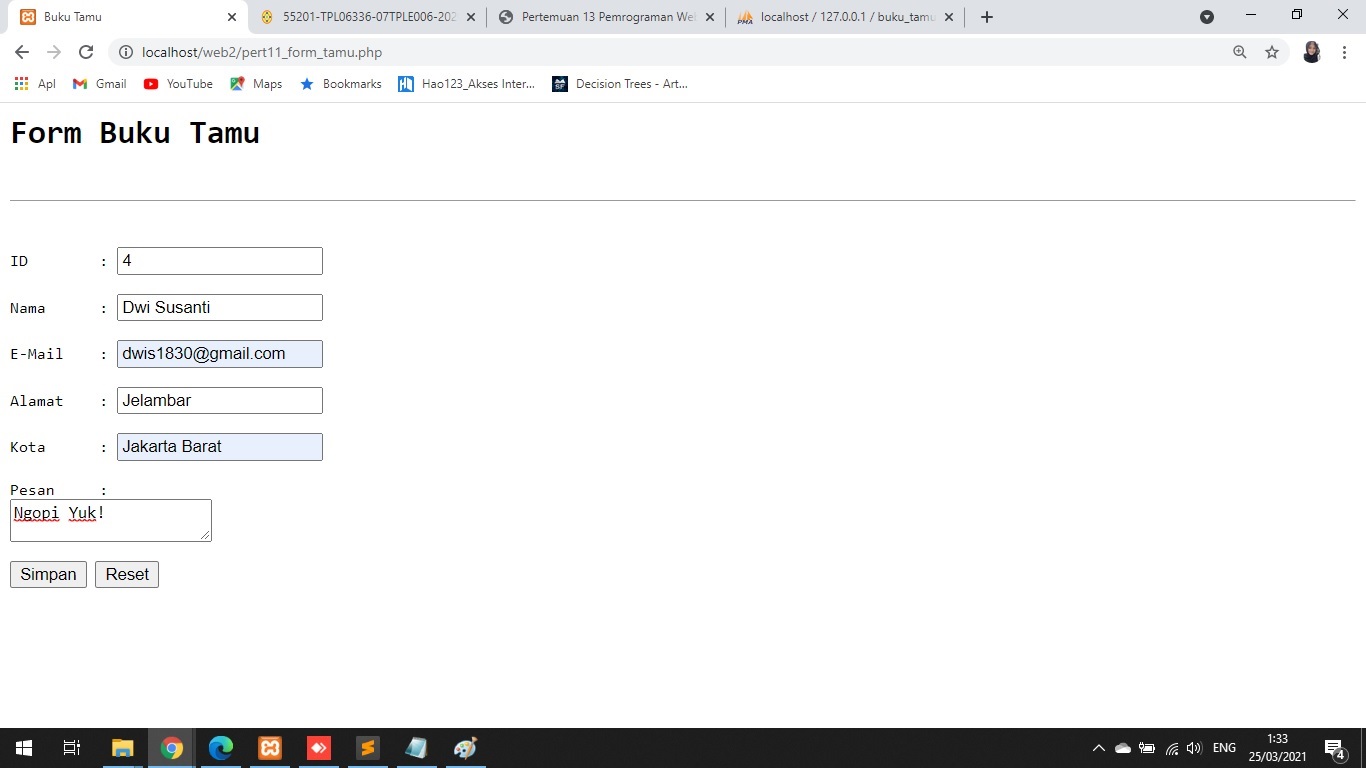 Buku Tamu
55201-TPL06336-07TPLE006-202
Pertemuan 13 Pemrograman We
localhost / 127.0.0.1 / buku_tamu
localhost/web2/pert11_form_tamu.php
Apl Gmail YouTube Maps Bookmarks Hao123_Akses Inter... Decision Trees - Art...
Form Buku Tamu
ID : 4
Nama : Dwi Susanti
E-Mail : dwis1830@gmail.com
Alamat : Jelambar
Kota : Jakarta Barat
Pesan :
Ngopi Yuk!
Simpan Reset
ENG
1:33
25/03/2021
4